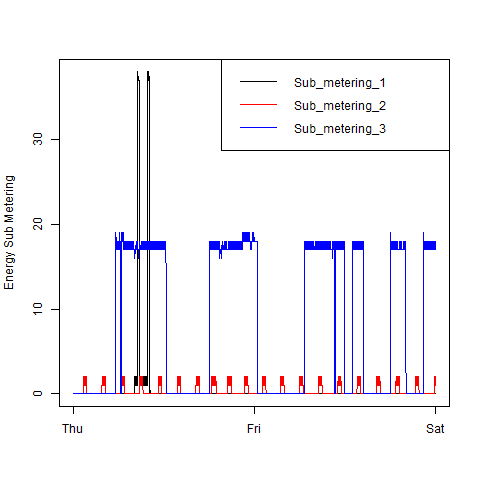 Sub_metering_1
Sub_metering_2
Sub_metering_3
Energy Sub Metering
30
20
10
0
Thu
Fri
Sat